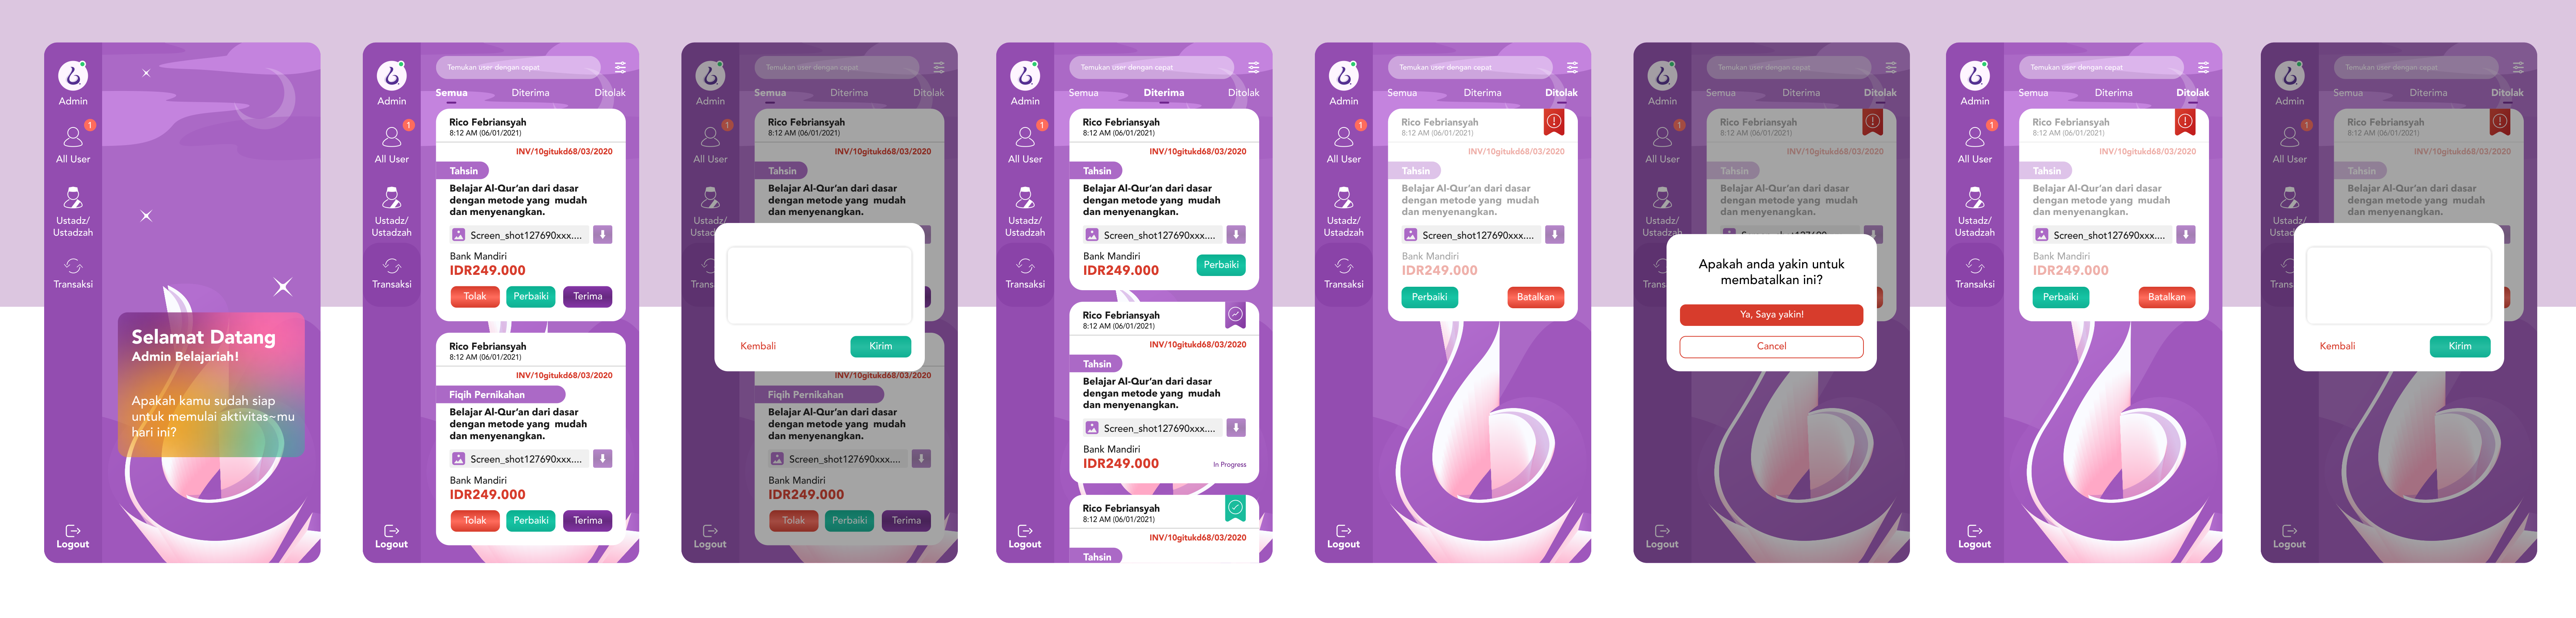 Admin
1
All User
Ustadz/
Ustadzah
Transaksi
Logout
Selamat Datang
Admin Belajariah!
Apakah kamu sudah siap
untuk memulai aktivitas~mu
hari ini?
Admin
1
All User
Ustadz/
Ustadzah
Transaksi
Logout
Temukan user dengan cepat
Semua Diterima Ditolak
Rico Febriansyah
8:12 AM (06/01/2021)
INV/10gitukd68/03/2020
Tahsin
Belajar Al-Qur'an dari dasar
dengan metode yang mudah
dan menyenangkan.
Screen_shot127690xxx....
Bank Mandiri
IDR249.000
Tolak Perbaiki Terima
Rico Febriansyah
8:12 AM (06/01/2021)
INV/10gitukd68/03/2020
Fiqih Pernikahan
Belajar Al-Qur'an dari dasar
dengan metode yang mudah
dan menyenangkan.
Screen_shot127690xxx....
Bank Mandiri
IDR249.000
Tolak Perbaiki Terima
Admin
1
All User
Ustadz/
Logout
Temukan user dengan cepat
Semua Diterima Ditolak
Rico Febriansyah
8:12 AM (06/01/2021)
INV/10gitukd68/03/2020
Tahsin
Belajar Al-Qur'an dari dasar
dengan metode yang mudah
dan menyenangkan.
Kembali Kirim
INV/10gitukd68/03/2020
Fiqih Pernikahan
Belajar Al-Qur'an dari dasar
dengan metode yang mudah
dan menyenangkan.
Screen_shot127690xxx....
Bank Mandiri
IDR249.000
Tolak Perbaiki Terima
Admin
1
All User
Ustadz/
Ustadzah
Transaksi
Logout
Temukan user dengan cepat
Semua Diterima Ditolak
Rico Febriansyah
8:12 AM (06/01/2021)
INV/10gitukd68/03/2020
Tahsin
Belajar Al-Qur'an dari dasar
dengan metode yang mudah
dan menyenangkan.
Screen_shot127690xxx....
Bank Mandiri
IDR249.000
Perbaiki
Rico Febriansyah
8:12 AM (06/01/2021)
INV/10gitukd68/03/2020
Tahsin
Belajar Al-Qur'an dari dasar
dengan metode yang mudah
dan menyenangkan.
Screen_shot127690xxx....
Bank Mandiri
IDR249.000
In Progress
Rico Febriansyah
8:12 AM (06/01/2021)
INV/10gitukd68/03/2020
Tahsin
Admin
1
All User
Ustadz/
Ustadzah
Transaksi
Logout
Temukan user dengan cepat
Semua Diterima Ditolak
Rico Febriansyah
8:12 AM (06/01/2021)
INV/10gitukd68/03/2020
Tahsin
Belajar Al-Qur'an dari dasar
dengan metode yang mudah
dan menyenangkan.
Screen_shot127690xxx....
Bank Mandiri
IDR249.000
Perbaiki Batalkan
Admin
1
All User
Ustadz/
Ustadzah
Logout
Temukan user dengan cepat
Semua Diterima Ditolak
Rico Febriansyah
8:12 AM (06/01/2021)
INV/10gitukd68/03/2020
Tahsin
Belajar Al-Qur'an dari dasar
dengan metode yang mudah
dan menyenangkan.
Apakah anda yakin untuk
membatalkan ini?
Ya, Saya yakin!
Cancel
Admin
1
All User
Ustadz/
Ustadzah
Transaksi
Logout
Temukan user dengan cepat
Semua Diterima Ditolak
Rico Febriansyah
8:12 AM (06/01/2021)
INV/10gitukd68/03/2020
Tahsin
Belajar Al-Qur'an dari dasar
dengan metode yang mudah
dan menyenangkan.
Screen_shot127690xxx....
Bank Mandiri
IDR249.000
Perbaiki Batalkan
Admin
1
All User
Ustadz/
Logout
Temukan user dengan cepat
Semua Diterima Ditolak
Rico Febriansyah
8:12 AM (06/01/2021)
INV/10gitukd68/03/2020
Tahsin
Belajar Al-Qur'an dari dasar
dengan metode yang mudah
dan menyenangkan.
Kembali Kirim